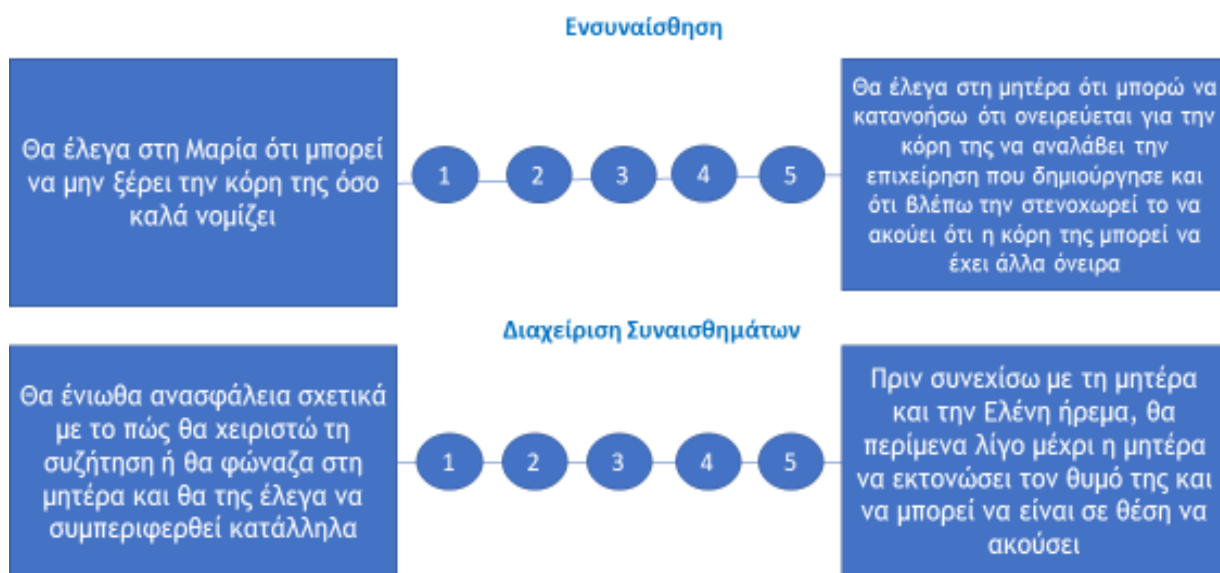 Ενσυναίσθηση
Θα έλεγα στη Μαρία ότι μπορεί
να μην ξέρει την κόρη της όσο
καλά νομίζει
1 2 3 4 5
Θα έλεγα στη μητέρα ότι μπορώ να
κατανοήσω ότι ονειρεύεται για την
κόρη της να αναλάβει την
επιχείρηση που δημιούργησε και
ότι βλέπω την στενοχωρεί το να
ακούει ότι η κόρη της μπορεί να
έχει άλλα όνειρα
Διαχείριση Συναισθημάτων
Θα ένιωθα ανασφάλεια σχετικά
με το πώς θα χειριστώ τη
συζήτηση ή θα φώναζα στη
μητέρα και θα της έλεγα να
συμπεριφερθεί κατάλληλα
1 2 3 4 5
Πριν συνεχίσω με τη μητέρα
και την Ελένη ήρεμα, θα
περίμενα λίγο μέχρι η μητέρα
να εκτονώσει τον θυμό της και
να μπορεί να είναι σε θέση να
ακούσει